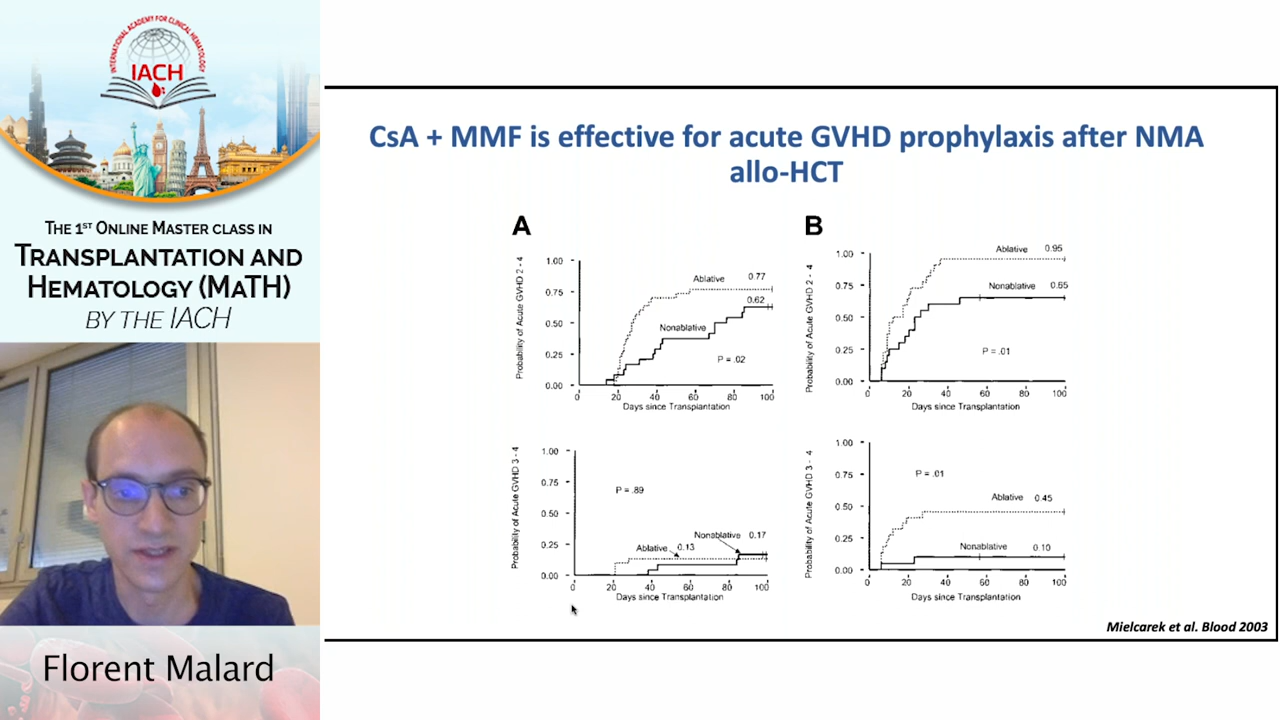 INTERNATIONAL ACADEMY FOR CLINICAL HEMATOLOGY
IACH
THE 1ST ONLINE MASTER CLASS IN
TRANSPLANTATION AND
HEMATOLOGY (MATH)
BY THE IACH
Florent Malard
CsA + MMF is effective for acute GVHD prophylaxis after NMA
allo-HCT
A
Probability of Acute GVHD 2 - 4
1.00
0.75
0.50
0.25
0.00
Ablative 0.77
0.62
Nonablative
P = .02
0 20 40 60 80 100
Days since Transplantation
B
Probability of Acute GVHD 2 - 4
1.00
0.75
0.50
0.25
0.00
Ablative 0.95
Nonablative 0.65
P = .01
0 20 40 60 80 100
Days since Transplantation
Probability of Acute GVHD 3 - 4
1.00
0.75
0.50
0.25
0.00
P = .89
Nonablative 0.17
Ablative 0.13
0 20 40 60 80 100
Days since Transplantation
Probability of Acute GVHD 3 - 4
1.00
0.75
0.50
0.25
0.00
P = .01
Ablative 0.45
Nonablative 0.10
0 20 40 60 80 100
Days since Transplantation
Mielcarek et al. Blood 2003